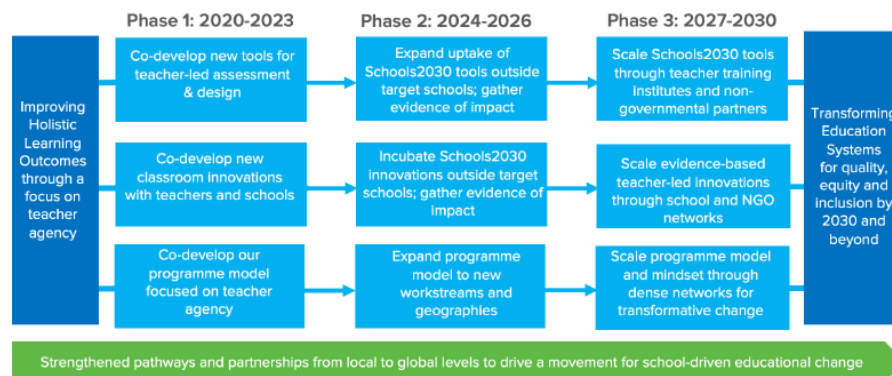 Phase 1: 2020-2023
Phase 2: 2024-2026
Phase 3: 2027-2030
Improving
Holistic
Learning
Outcomes
through a
focus on
teacher
agency
Co-develop new tools for
teacher-led assessment
& design
Expand uptake of
Schools2030 tools outside
target schools; gather
evidence of impact
Scale Schools2030 tools
through teacher training
institutes and non-
governmental partners
Co-develop new
classroom innovations
with teachers and schools
Incubate Schools2030
innovations outside target
schools; gather evidence of
impact
Scale evidence-based
teacher-led innovations
through school and NGO
networks
Co-develop our
programme model
focused on teacher
agency
Expand programme
model to new
workstreams and
geographies
Scale programme model
and mindset through
dense networks for
transformative change
Transforming
Education
Systems
for quality,
equity and
inclusion by
2030 and
beyond
Strengthened pathways and partnerships from local to global levels to drive a movement for school-driven educational change